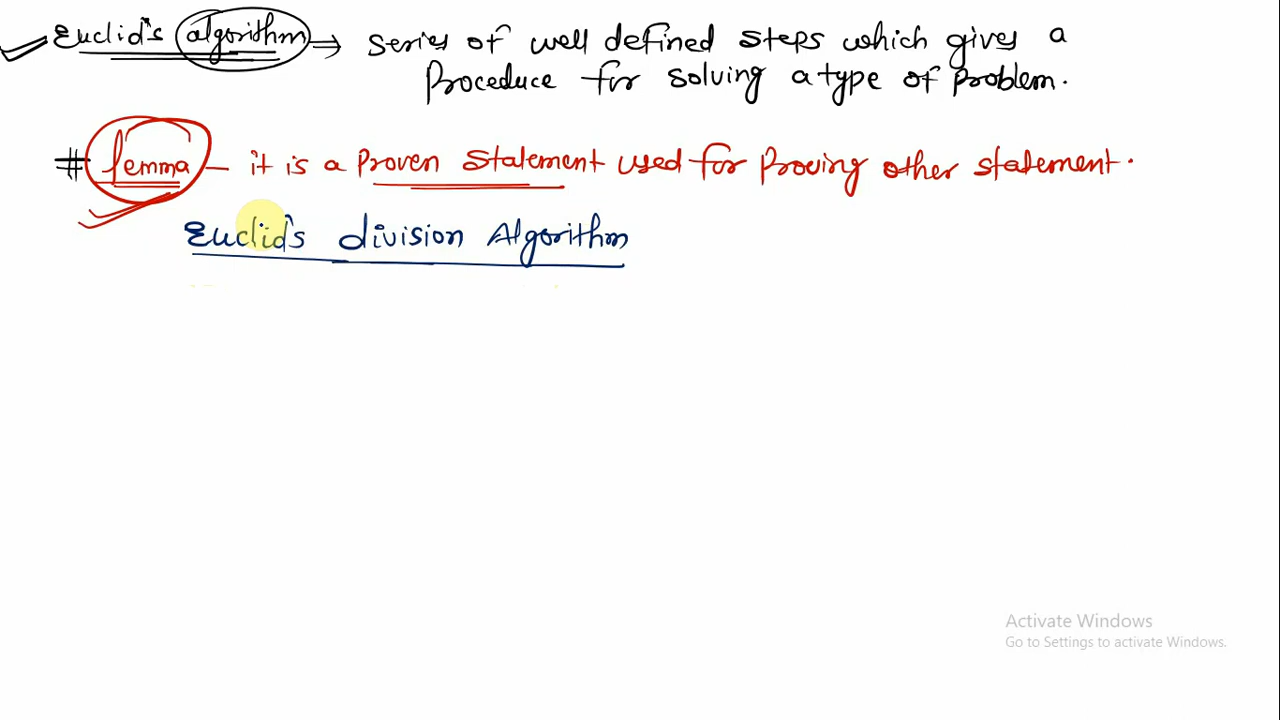 Euclid's algorithm ⇒ series of well defined steps which gives a
Proceduce for solving a type of Problem.
# lemma – it is a Proven statement used for Proving other statement.
Euclid's division Algorithm
Activate Windows
Go to Settings to activate Windows.